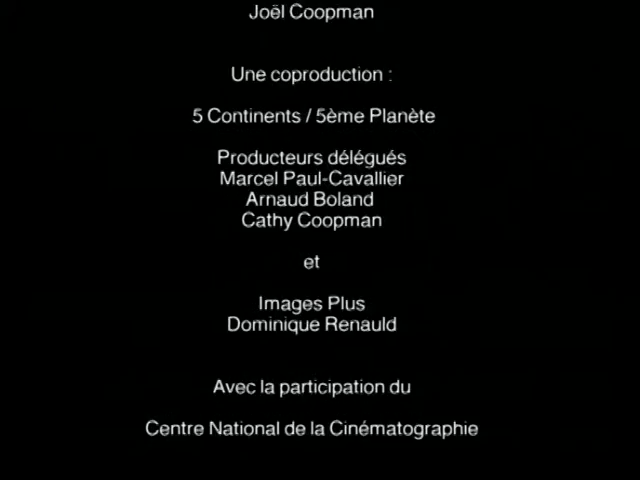 Joël Coopman
Une coproduction :
5 Continents / 5ème Planète
Producteurs délégués
Marcel Paul-Cavallier
Arnaud Boland
Cathy Coopman
et
Images Plus
Dominique Renauld
Avec la participation du
Centre National de la Cinématographie